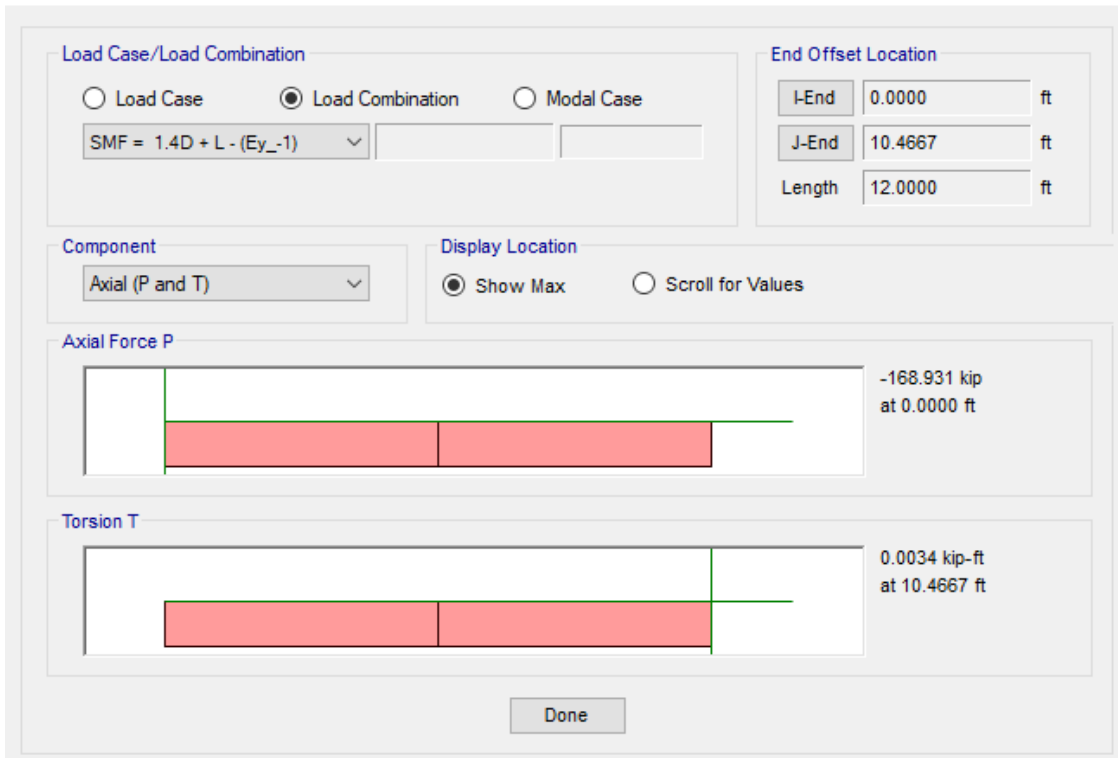 Load Case/Load Combination
Load Case
Load Combination
Modal Case
SMF = 1.4D + L - (Ey_-1)
End Offset Location
I-End 0.0000 ft
J-End 10.4667 ft
Length 12.0000 ft
Component
Axial (P and T)
Display Location
Show Max
Scroll for Values
Axial Force P
-168.931 kip
at 0.0000 ft
Torsion T
0.0034 kip-ft
at 10.4667 ft
Done